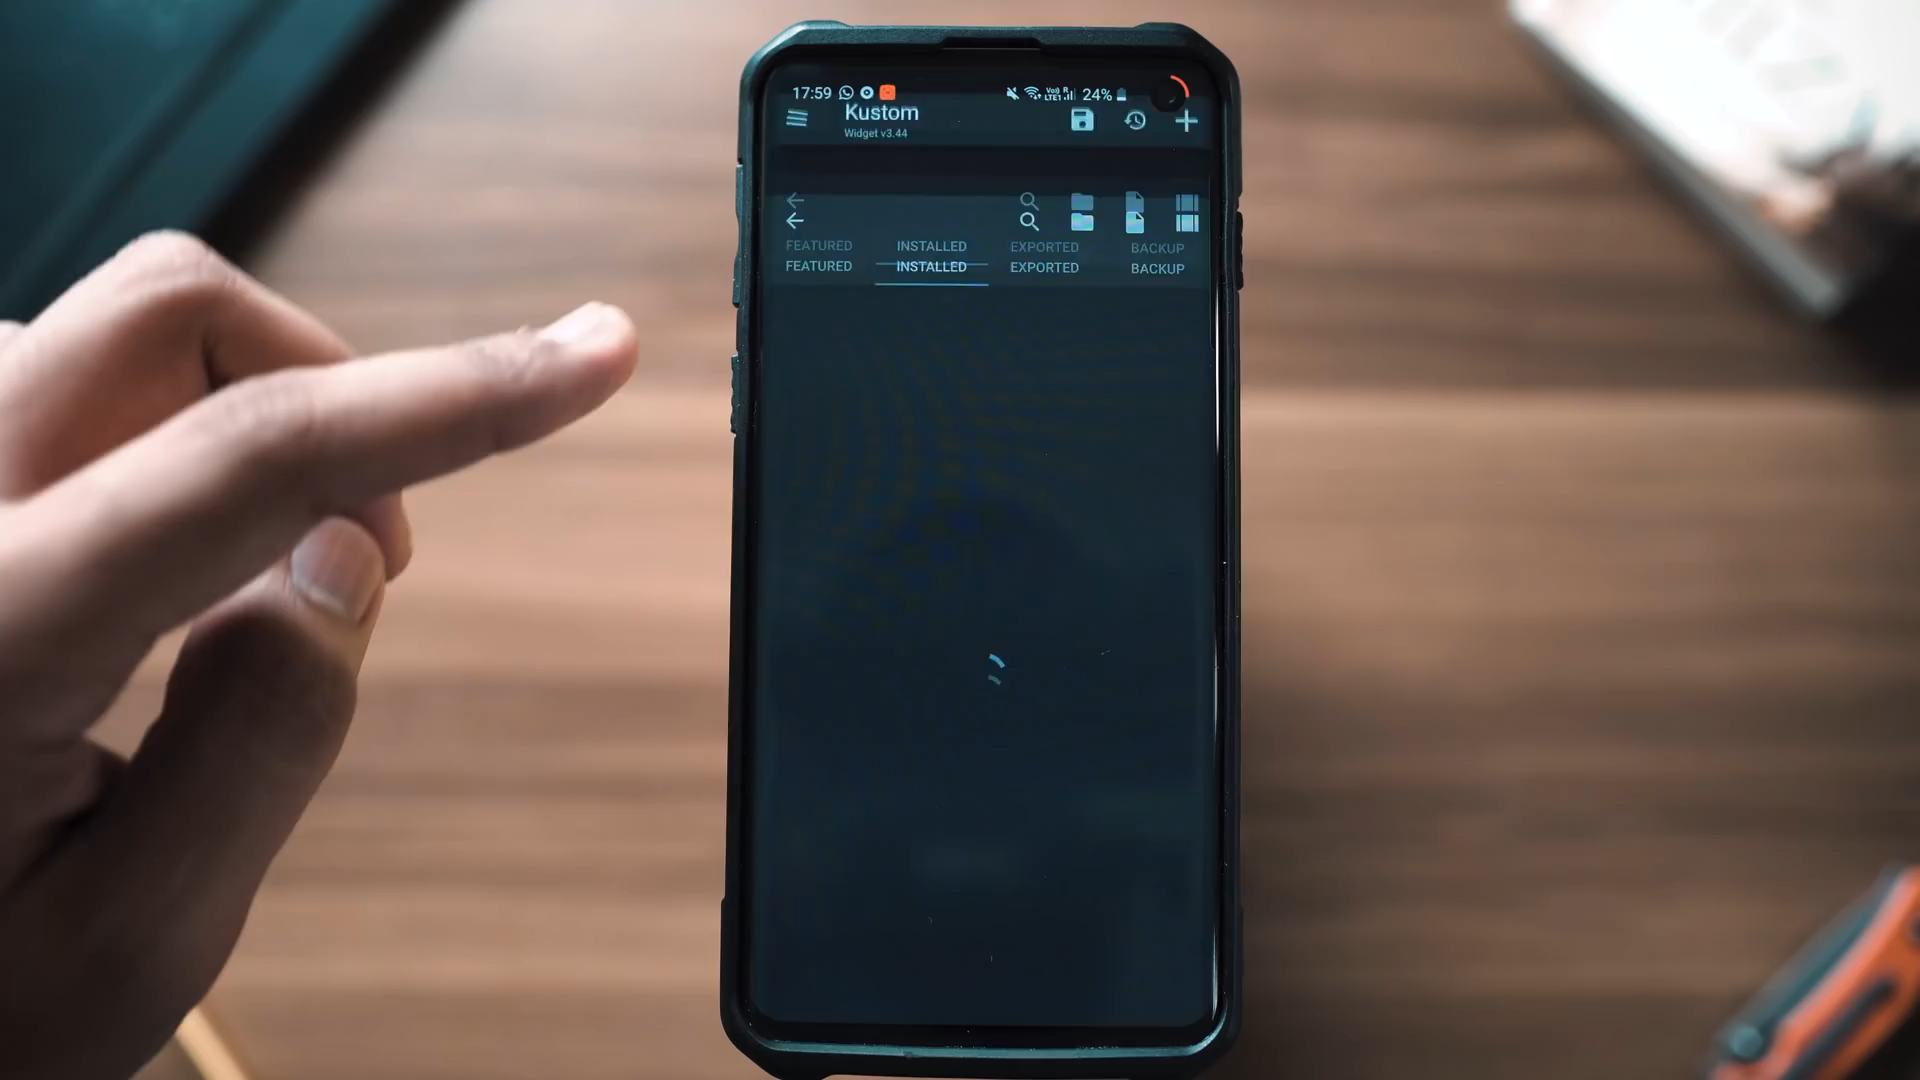 17:59 24%
Kustom
Widget v3.44
FEATURED INSTALLED EXPORTED BACKUP
FEATURED INSTALLED EXPORTED BACKUP